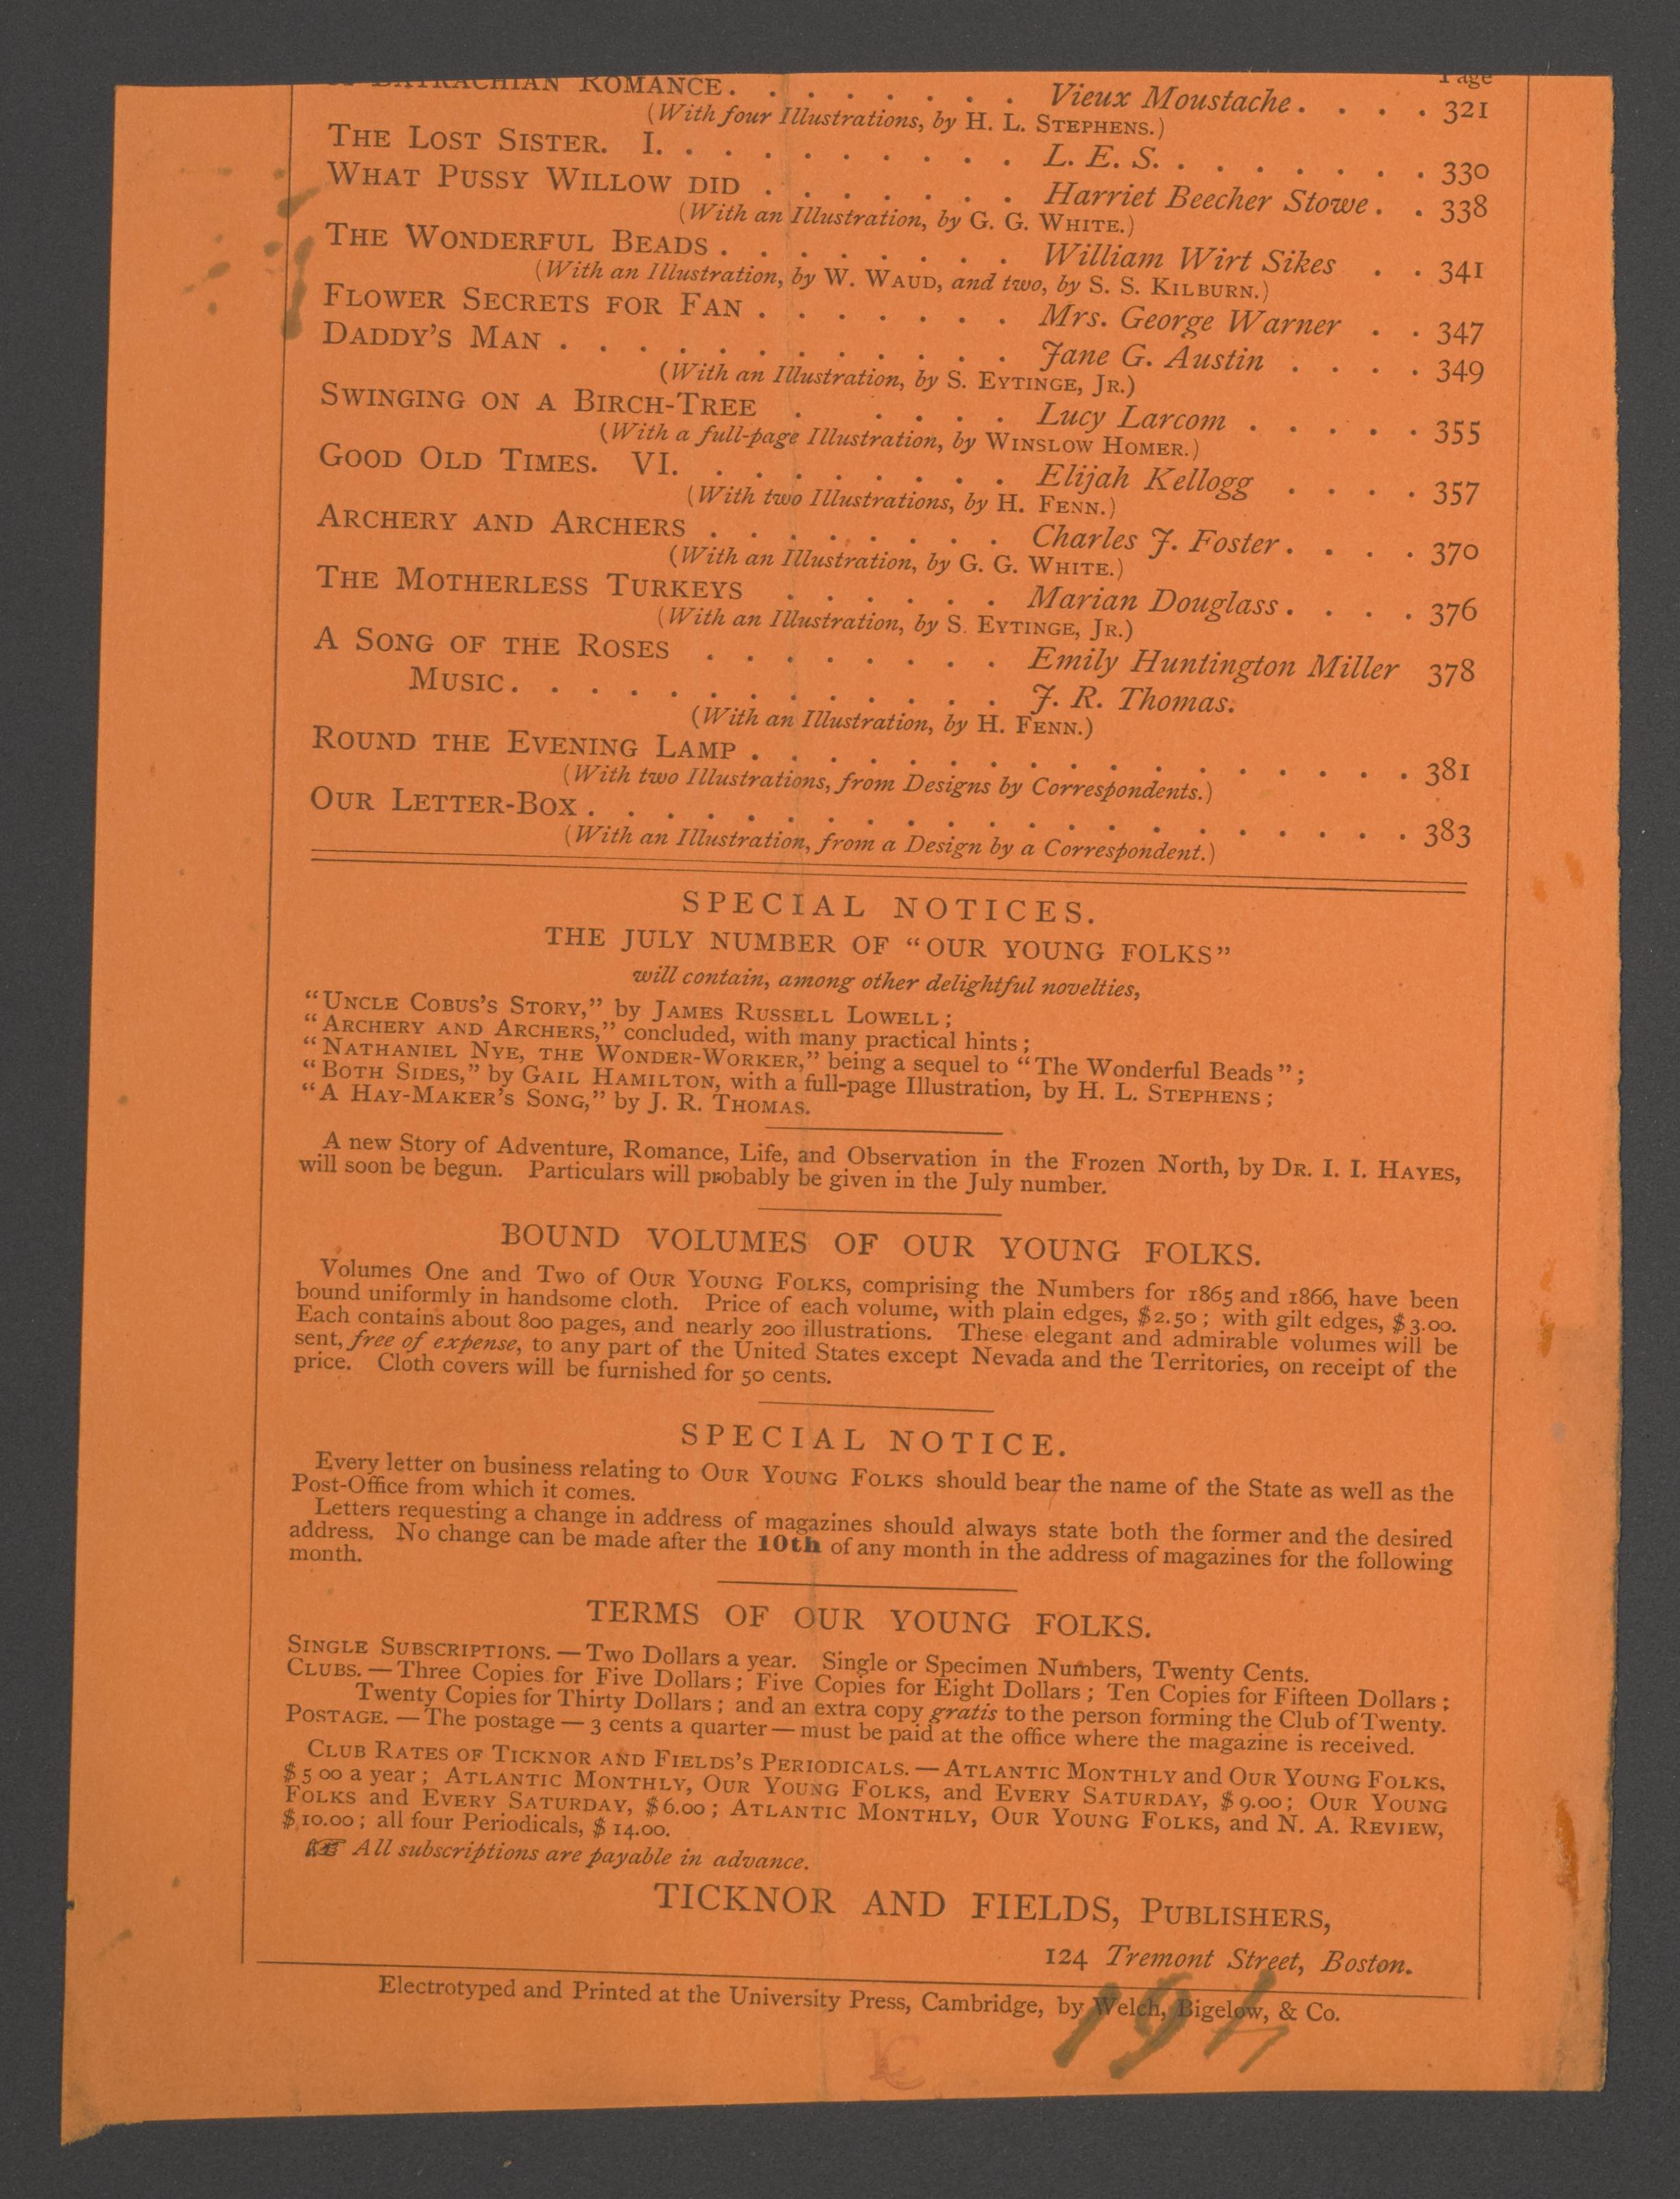 Page
A BATRACHIAN ROMANCE. . . . . . . . Vieux Moustache. . . . 321
(With four Illustrations, by H. L. STEPHENS.)
THE LOST SISTER. I. . . . . . . . . . L. E. S. . . . . . . . 330
WHAT PUSSY WILLOW DID . . . . . . . Harriet Beecher Stowe . . 338
(With an Illustration, by G. G. WHITE.)
THE WONDERFUL BEADS . . . . . . . . William Wirt Sikes . . 341
(With an Illustration, by W. WAUD, and two, by S. S. KILBURN.)
FLOWER SECRETS FOR FAN . . . . . . . Mrs. George Warner . . 347
DADDY'S MAN . . . . . . . . . . . . Jane G. Austin . . . . 349
(With an Illustration, by S. EYTINGE, JR.)
SWINGING ON A BIRCH-TREE . . . . . Lucy Larcom . . . . . 355
(With a full-page Illustration, by WINSLOW HOMER.)
GOOD OLD TIMES. VI. . . . . . . . . Elijah Kellogg . . . . 357
(With two Illustrations, by H. FENN.)
ARCHERY AND ARCHERS . . . . . . . . Charles J. Foster. . . . 370
(With an Illustration, by G. G. WHITE.)
THE MOTHERLESS TURKEYS . . . . . . Marian Douglass. . . . 376
(With an Illustration, by S. EYTINGE, JR.)
A SONG OF THE ROSES . . . . . . . . Emily Huntington Miller 378
MUSIC. . . . . . . . . . . . . J. R. Thomas.
(With an Illustration, by H. FENN.)
ROUND THE EVENING LAMP . . . . . . . . . . . . . . . . . 381
(With two Illustrations, from Designs by Correspondents.)
OUR LETTER-BOX . . . . . . . . . . . . . . . . . . . . . 383
(With an Illustration, from a Design by a Correspondent.)
SPECIAL NOTICES.
THE JULY NUMBER OF "OUR YOUNG FOLKS"
will contain, among other delightful novelties,
"UNCLE COBUS'S STORY," by JAMES RUSSELL LOWELL;
"ARCHERY AND ARCHERS," concluded, with many practical hints;
"NATHANIEL NYE, THE WONDER-WORKER," being a sequel to "The Wonderful Beads";
"BOTH SIDES," by GAIL HAMILTON, with a full-page Illustration, by H. L. STEPHENS;
"A HAY-MAKER'S SONG," by J. R. THOMAS.
A new Story of Adventure, Romance, Life, and Observation in the Frozen North, by DR. I. I. HAYES,
will soon be begun. Particulars will probably be given in the July number.
BOUND VOLUMES OF OUR YOUNG FOLKS.
Volumes One and Two of OUR YOUNG FOLKS, comprising the Numbers for 1865 and 1866, have been
bound uniformly in handsome cloth. Price of each volume, with plain edges, $2.50; with gilt edges, $3.00.
Each contains about 800 pages, and nearly 200 illustrations. These elegant and admirable volumes will be
sent, free of expense, to any part of the United States except Nevada and the Territories, on receipt of the
price. Cloth covers will be furnished for 50 cents.
SPECIAL NOTICE.
Every letter on business relating to OUR YOUNG FOLKS should bear the name of the State as well as the
Post-Office from which it comes.
Letters requesting a change in address of magazines should always state both the former and the desired
address. No change can be made after the 10th of any month in the address of magazines for the following
month.
TERMS OF OUR YOUNG FOLKS.
SINGLE SUBSCRIPTIONS. — Two Dollars a year. Single or Specimen Numbers, Twenty Cents.
CLUBS. — Three Copies for Five Dollars; Five Copies for Eight Dollars; Ten Copies for Fifteen Dollars;
Twenty Copies for Thirty Dollars; and an extra copy gratis to the person forming the Club of Twenty.
POSTAGE. — The postage — 3 cents a quarter — must be paid at the office where the magazine is received.
CLUB RATES OF TICKNOR AND FIELDS'S PERIODICALS. — ATLANTIC MONTHLY and OUR YOUNG FOLKS,
$5 00 a year; ATLANTIC MONTHLY, OUR YOUNG FOLKS, and EVERY SATURDAY, $9.00; OUR YOUNG
FOLKS and EVERY SATURDAY, $6.00; ATLANTIC MONTHLY, OUR YOUNG FOLKS, and N. A. REVIEW,
$10.00; all four Periodicals, $14.00.
☞ All subscriptions are payable in advance.
TICKNOR AND FIELDS, PUBLISHERS,
124 Tremont Street, Boston.
Electrotyped and Printed at the University Press, Cambridge, by Welch, Bigelow, & Co.
LC